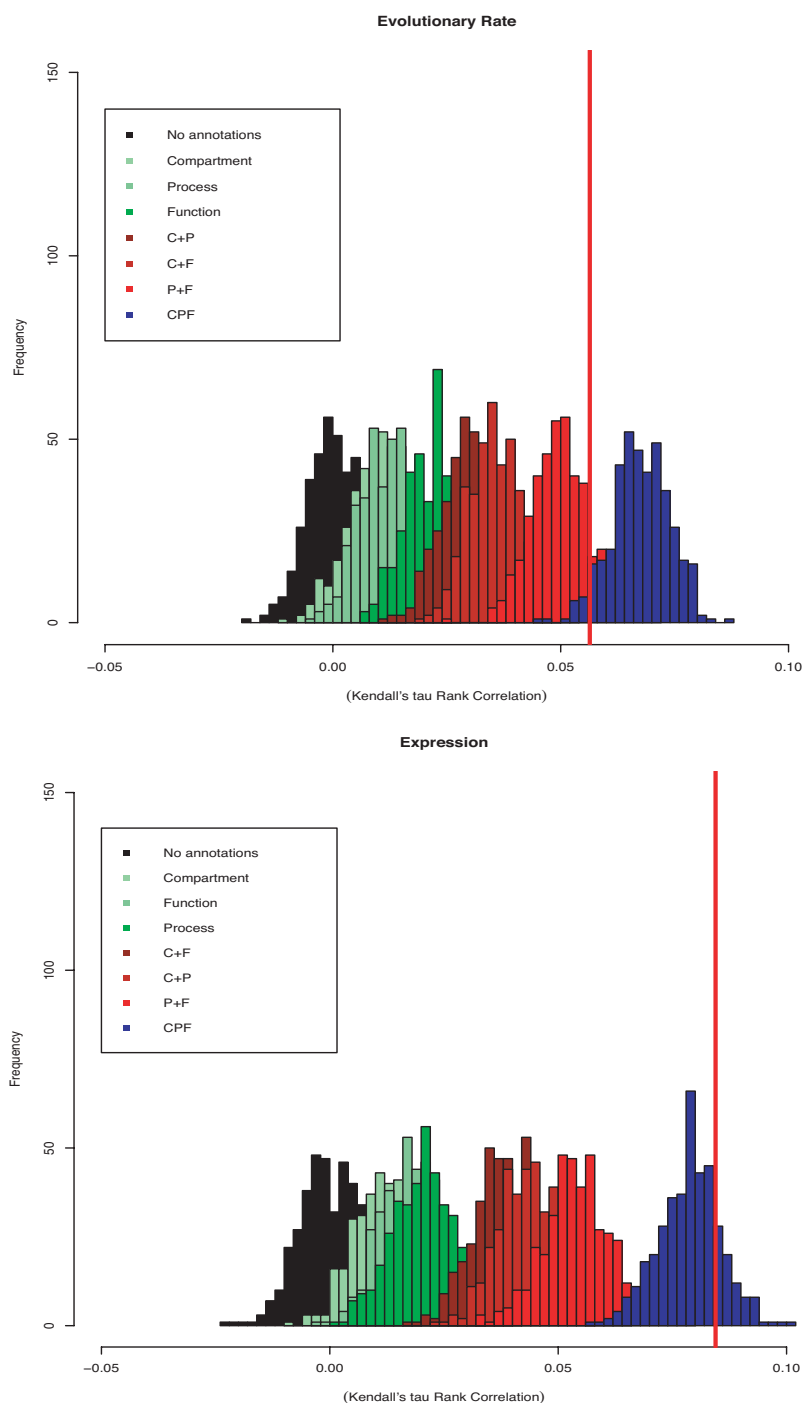 Evolutionary Rate
150
100
50
0
Frequency
No annotations
Compartment
Process
Function
C+P
C+F
P+F
CPF
−0.05
0.00
0.05
0.10
(Kendall's tau Rank Correlation)
Expression
150
100
50
0
Frequency
No annotations
Compartment
Function
Process
C+F
C+P
P+F
CPF
−0.05
0.00
0.05
0.10
(Kendall's tau Rank Correlation)